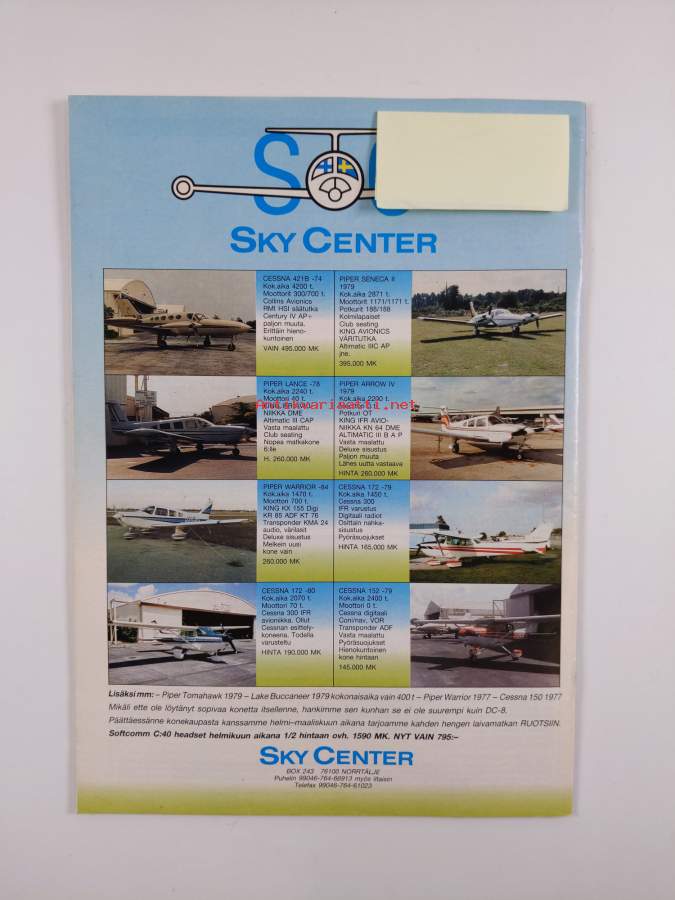 S
SKY CENTER
CESSNA 421B -74
Kok.aika 4200 t.
Moottorit 300/700 t.
Collins Avionics
RMI HSI säätutka
Century IV AP+
paljon muuta.
Erittäin hieno-
kuntoinen
VAIN 495.000 MK
PIPER SENECA II
1979
Kok.aika 2871 t.
Moottorit 1171/1171 t.
Potkurit 188/188
Kolmilapaiset
Club seating
KING AVIONICS
VÄRITUTKA
Altimatic IIIC AP
jne.
395.000 MK
PIPER LANCE -78
Kok.aika 2240 t.
Moottori 40 t.
NIIKKA DME
Altimatic III CAP
Vasta maalattu
Club seating
Nopea matkakone
6:lle
H. 260.000 MK
PIPER ARROW IV
1979
Kok.aika 2200 t.
Potkuri OT
KING IFR AVIO-
NIIKKA KN 64 DME
ALTIMATIC III B A P
Vasta maalattu
Deluxe sisustus
Paljon muuta
Lähes uutta vastaava
HINTA 260.000 MK
antikvariaatti.net
PIPER WARRIOR -84
Kok.aika 1470 t.
Moottori 700 t.
KING KX 155 Digi
KR 85 ADF KT 76
Transponder KMA 24
audio, värilasit
Deluxe sisustus
Melkein uusi
kone vain
260.000 MK
CESSNA 172 -79
Kok.aika 1450 t.
Cessna 300
IFR varustus
Digitaali radiot
Osittain nahka-
sisustus
Pyöräsuojukset
HINTA 165.000 MK
CESSNA 172 -80
Kok.aika 2070 t.
Moottori 70 t.
Cessna 300 IFR
avioniikka. Ollut
Cessnan esittely-
koneena. Todella
varusteltu
HINTA 190.000 MK
CESSNA 152 -79
Kok.aika 2400 t.
Moottori 0 t.
Cessna digitaali
Com/nav, VOR
Transponder ADF
Vasta maalattu
Pyöräsuojukset
Hienokuntoinen
kone hintaan
145.000 MK
Lisäksi mm: – Piper Tomahawk 1979 – Lake Buccaneer 1979 kokonaisaika vain 400 t – Piper Warrior 1977 – Cessna 150 1977
Mikäli ette ole löytänyt sopivaa konetta itsellenne, hankimme sen kunhan se ei ole suurempi kuin DC-8.
Päättäessänne konekaupasta kanssamme helmi–maaliskuun aikana tarjoamme kahden hengen laivamatkan RUOTSIIN.
Softcomm C:40 headset helmikuun aikana 1/2 hintaan ovh. 1590 MK. NYT VAIN 795:–
SKY CENTER
BOX 243 76100 NORRTÄLJE
Puhelin 99046-764-66913 myös iltaisin
Telefax 99046-764-61023